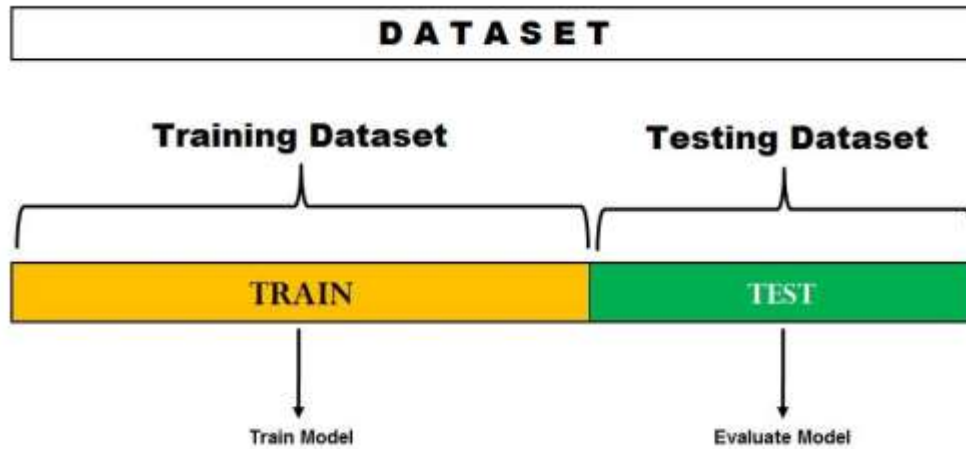 DATASET
Training Dataset
Testing Dataset
TRAIN
TEST
Train Model
Evaluate Model